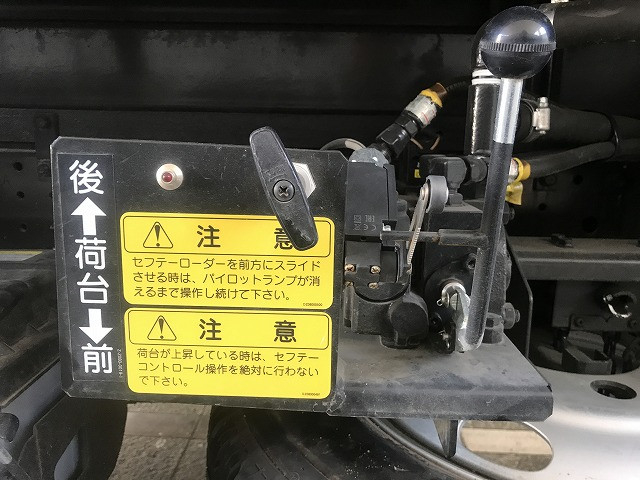 後
荷台
前
注 意
セフテーローダーを前方にスライド
させる時は、パイロットランプが消
えるまで操作し続けて下さい。
注 意
荷台が上昇している時は、セフテー
コントロール操作を絶対に行わない
で下さい。